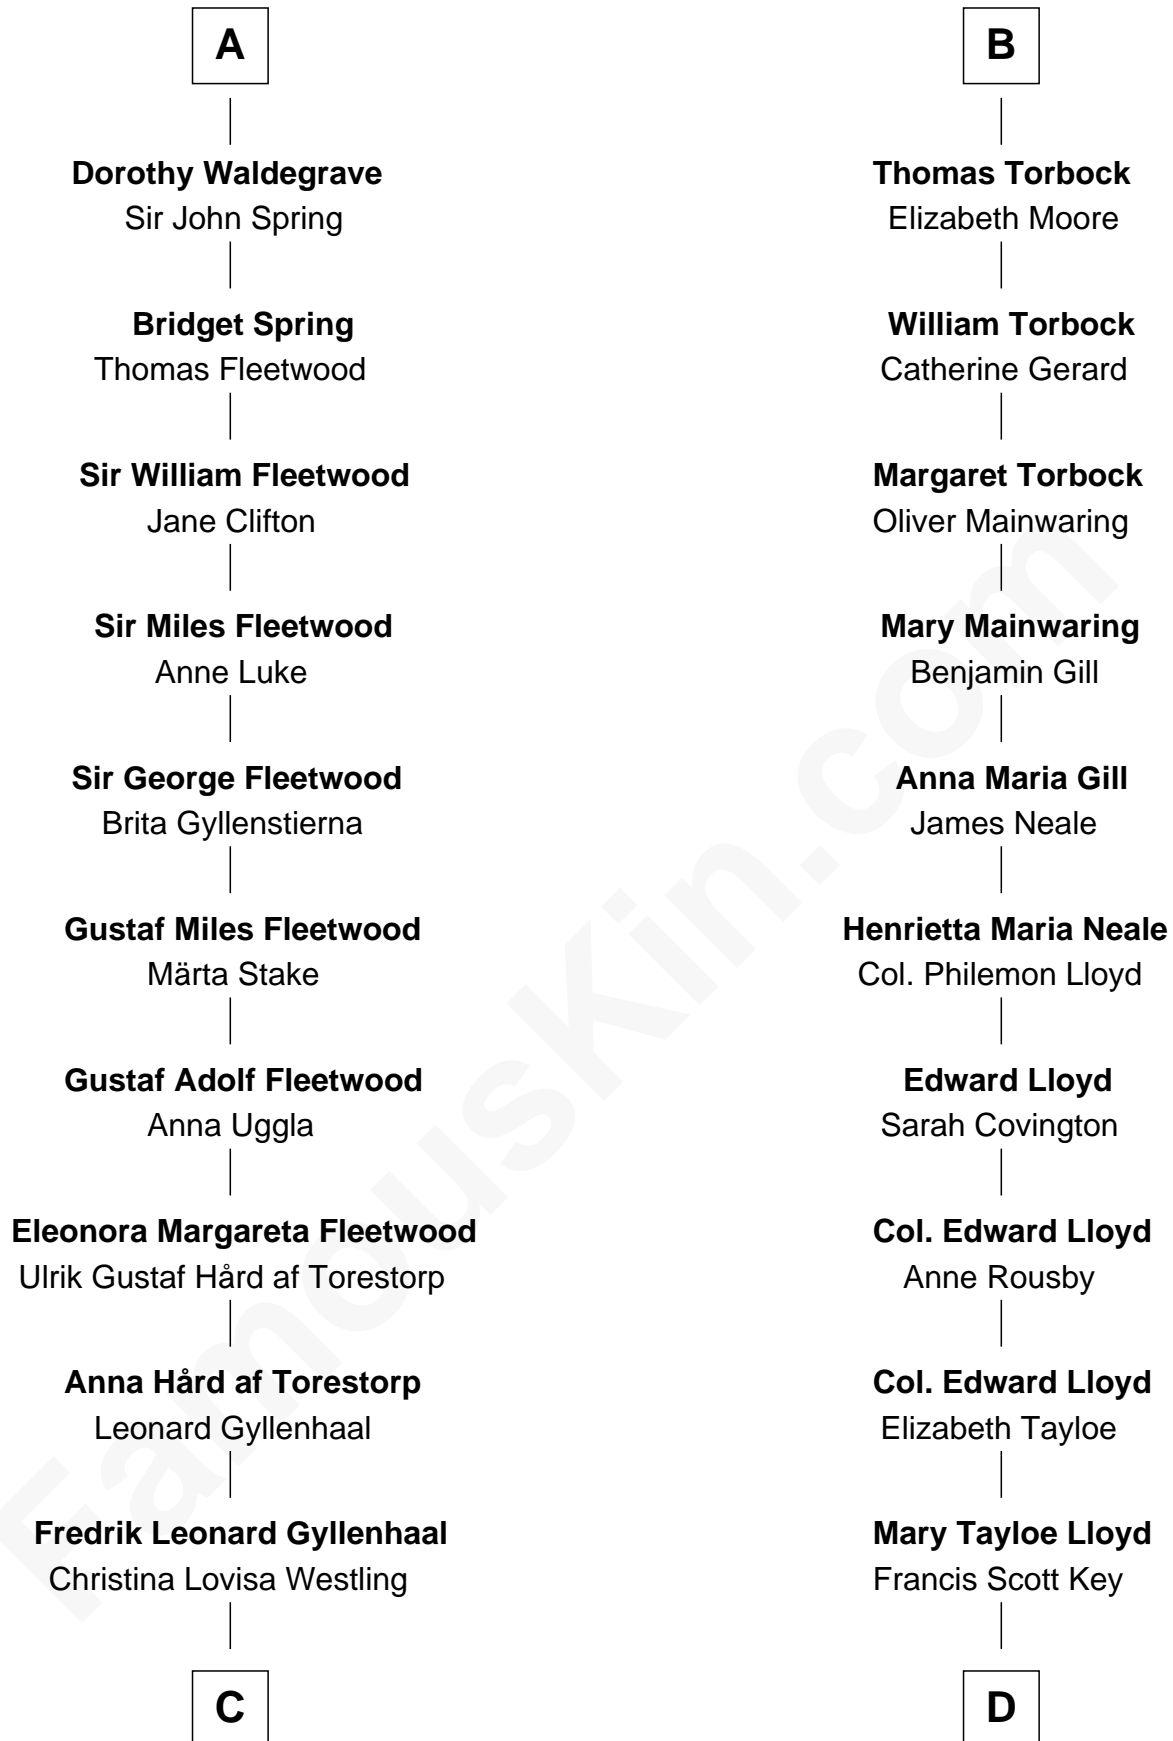 A
Dorothy Waldegrave
Sir John Spring
Bridget Spring
Thomas Fleetwood
Sir William Fleetwood
Jane Clifton
Sir Miles Fleetwood
Anne Luke
Sir George Fleetwood
Brita Gyllenstierna
Gustaf Miles Fleetwood
Märta Stake
Gustaf Adolf Fleetwood
Anna Uggla
Eleonora Margareta Fleetwood
Ulrik Gustaf Hård af Torestorp
Anna Hård af Torestorp
Leonard Gyllenhaal
Fredrik Leonard Gyllenhaal
Christina Lovisa Westling
C
B
Thomas Torbock
Elizabeth Moore
William Torbock
Catherine Gerard
Margaret Torbock
Oliver Mainwaring
Mary Mainwaring
Benjamin Gill
Anna Maria Gill
James Neale
Henrietta Maria Neale
Col. Philemon Lloyd
Edward Lloyd
Sarah Covington
Col. Edward Lloyd
Anne Rousby
Col. Edward Lloyd
Elizabeth Tayloe
Mary Tayloe Lloyd
Francis Scott Key
D
FamousKin.com